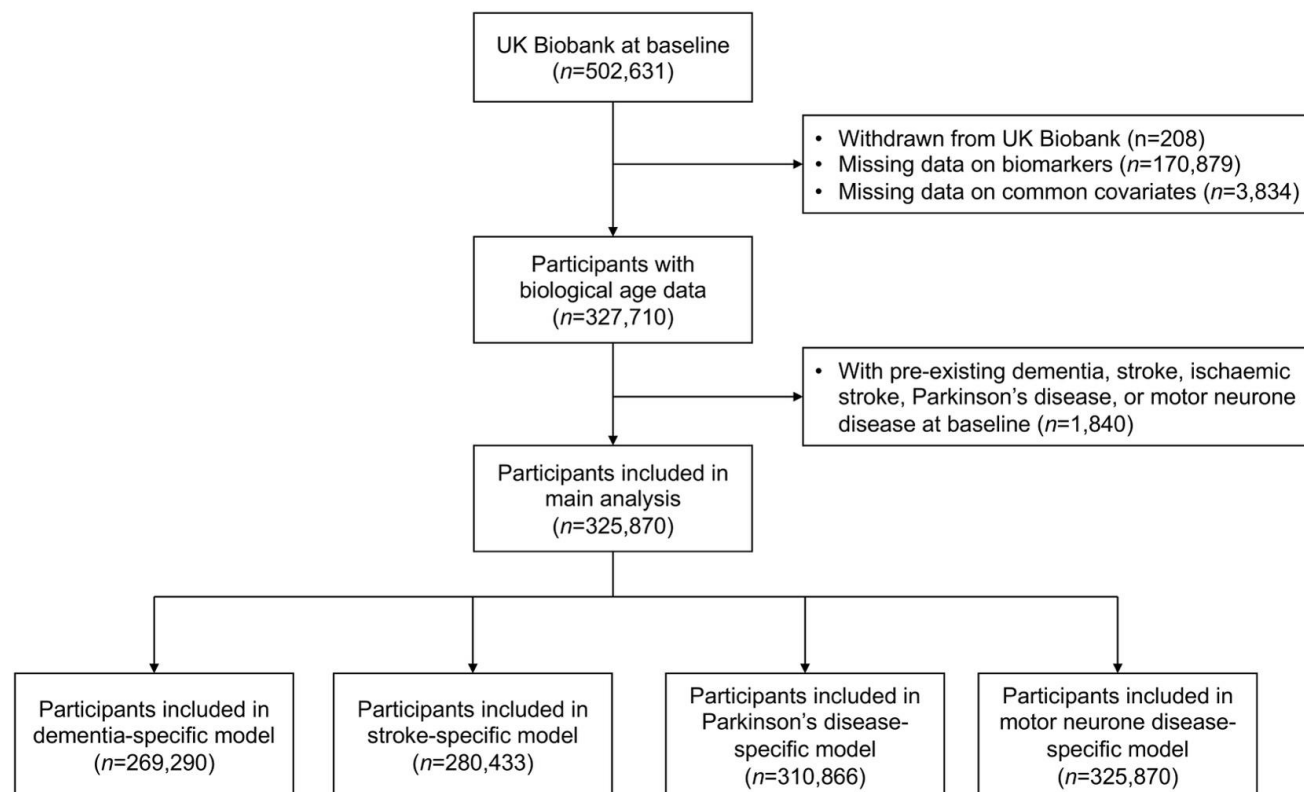 UK Biobank at baseline
(n=502,631)
• Withdrawn from UK Biobank (n=208)
• Missing data on biomarkers (n=170,879)
• Missing data on common covariates (n=3,834)
Participants with
biological age data
(n=327,710)
• With pre-existing dementia, stroke, ischaemic
stroke, Parkinson’s disease, or motor neurone
disease at baseline (n=1,840)
Participants included in
main analysis
(n=325,870)
Participants included in
dementia-specific model
(n=269,290)
Participants included in
stroke-specific model
(n=280,433)
Participants included in
Parkinson’s disease-
specific model
(n=310,866)
Participants included in
motor neurone disease-
specific model
(n=325,870)